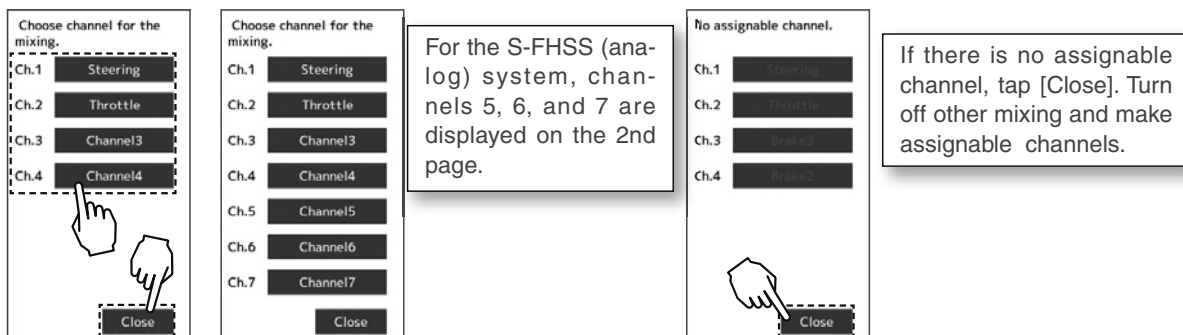 Choose channel for the
mixing.
Ch.1 Steering
Ch.2 Throttle
Ch.3 Channel3
Ch.4 Channel4
Close
Choose channel for the
mixing.
Ch.1 Steering
Ch.2 Throttle
Ch.3 Channel3
Ch.4 Channel4
Ch.5 Channel5
Ch.6 Channel6
Ch.7 Channel7
Close
For the S-FHSS (ana-
log) system, chan-
nels 5, 6, and 7 are
displayed on the 2nd
page.
No assignable channel.
Ch.1 Steering
Ch.2 Throttle
Ch.3 Brake3
Ch.4 Brake2
Close
If there is no assignable
channel, tap [Close]. Turn
off other mixing and make
assignable channels.